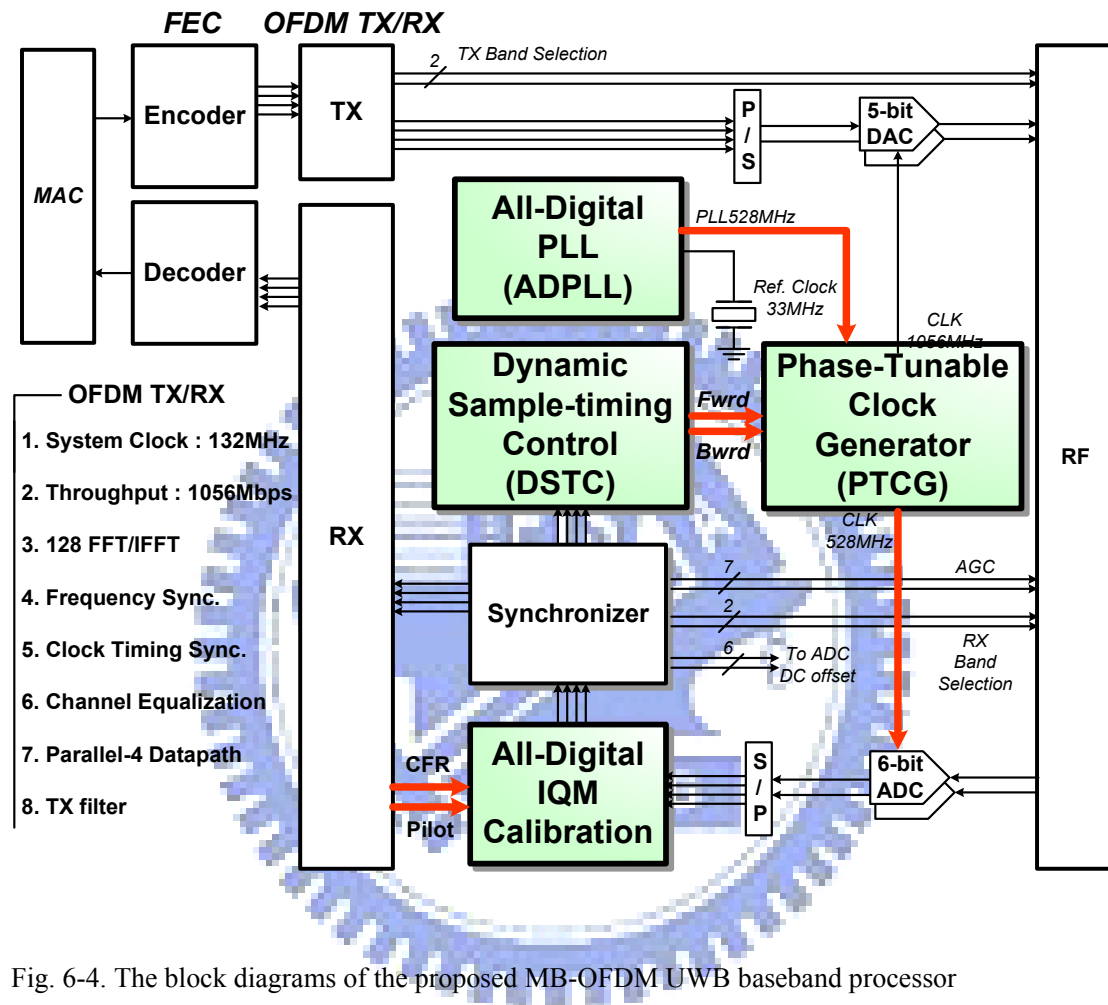 FEC
OFDM TX/RX
MAC
Encoder
Decoder
TX
2
TX Band Selection
P
/
S
5-bit
DAC
All-Digital
PLL
(ADPLL)
PLL528MHz
Ref. Clock
33MHz
CLK
1056MHz
Dynamic
Sample-timing
Control
(DSTC)
Fwrd
Bwrd
Phase-Tunable
Clock
Generator
(PTCG)
RF
OFDM TX/RX
1. System Clock : 132MHz
2. Throughput : 1056Mbps
3. 128 FFT/IFFT
4. Frequency Sync.
5. Clock Timing Sync.
6. Channel Equalization
7. Parallel-4 Datapath
8. TX filter
RX
CLK
528MHz
Synchronizer
7
AGC
2
RX
Band
Selection
6
To ADC
DC offset
CFR
Pilot
All-Digital
IQM
Calibration
S
/
P
6-bit
ADC
Fig. 6-4. The block diagrams of the proposed MB-OFDM UWB baseband processor